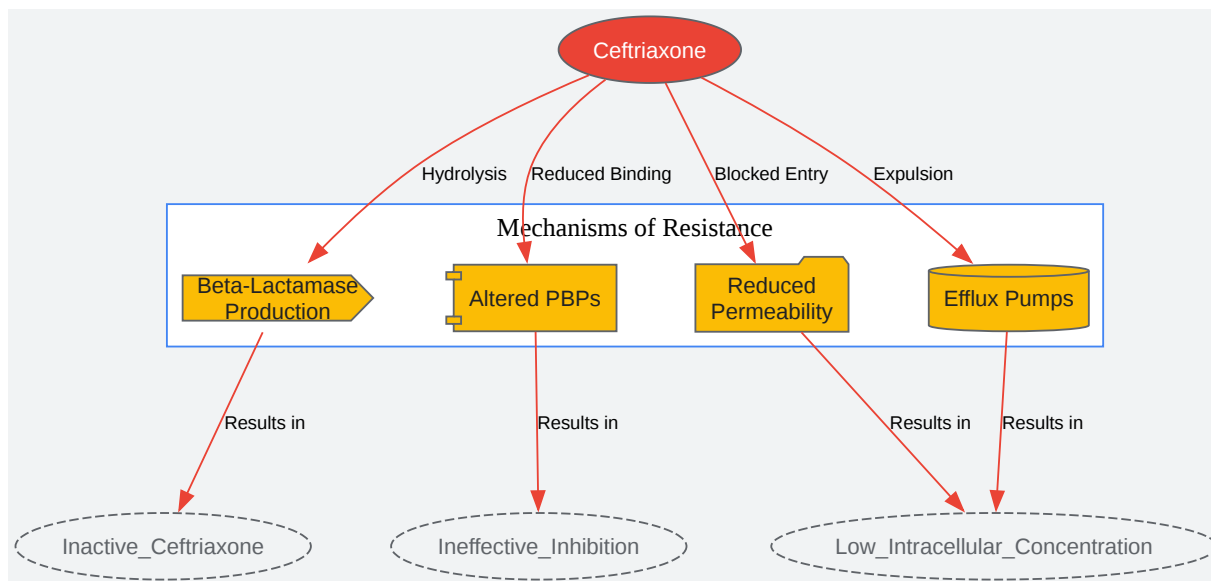 Ceftriaxone
Hydrolysis
Reduced Binding
Blocked Entry
Expulsion
Mechanisms of Resistance
Beta-Lactamase
Production
Altered PBPs
Reduced
Permeability
Efflux Pumps
Results in
Results in
Results in
Results in
Inactive_Ceftriaxone
Ineffective_Inhibition
Low_Intracellular_Concentration